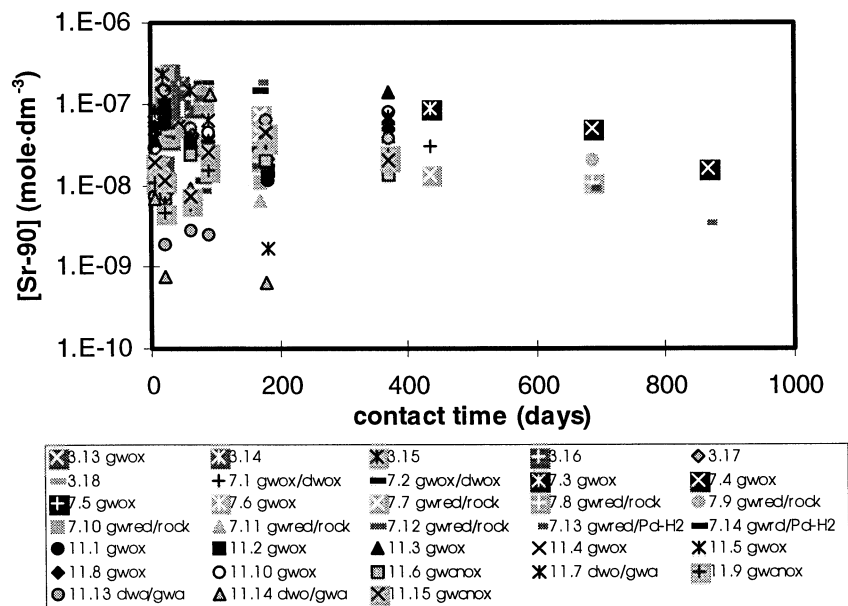 1.E-06
1.E-07
1.E-08
1.E-09
1.E-10
[Sr-90] (mole·dm⁻³)
0 200 400 600 800 1000
contact time (days)
3.13 gwox 3.14 3.15 3.16 3.17
3.18 7.1 gwox/dwox 7.2 gwox/dwox 7.3 gwox 7.4 gwox
7.5 gwox 7.6 gwox 7.7 gwred/rock 7.8 gwred/rock 7.9 gwred/rock
7.10 gwred/rock 7.11 gwred/rock 7.12 gwred/rock 7.13 gwred/Pd-H2 7.14 gwrd/Pd-H2
11.1 gwox 11.2 gwox 11.3 gwox 11.4 gwox 11.5 gwox
11.8 gwox 11.10 gwox 11.6 gwanox 11.7 dwo/gwa 11.9 gwanox
11.13 dwa/gwa 11.14 dwo/gwa 11.15 gwanox